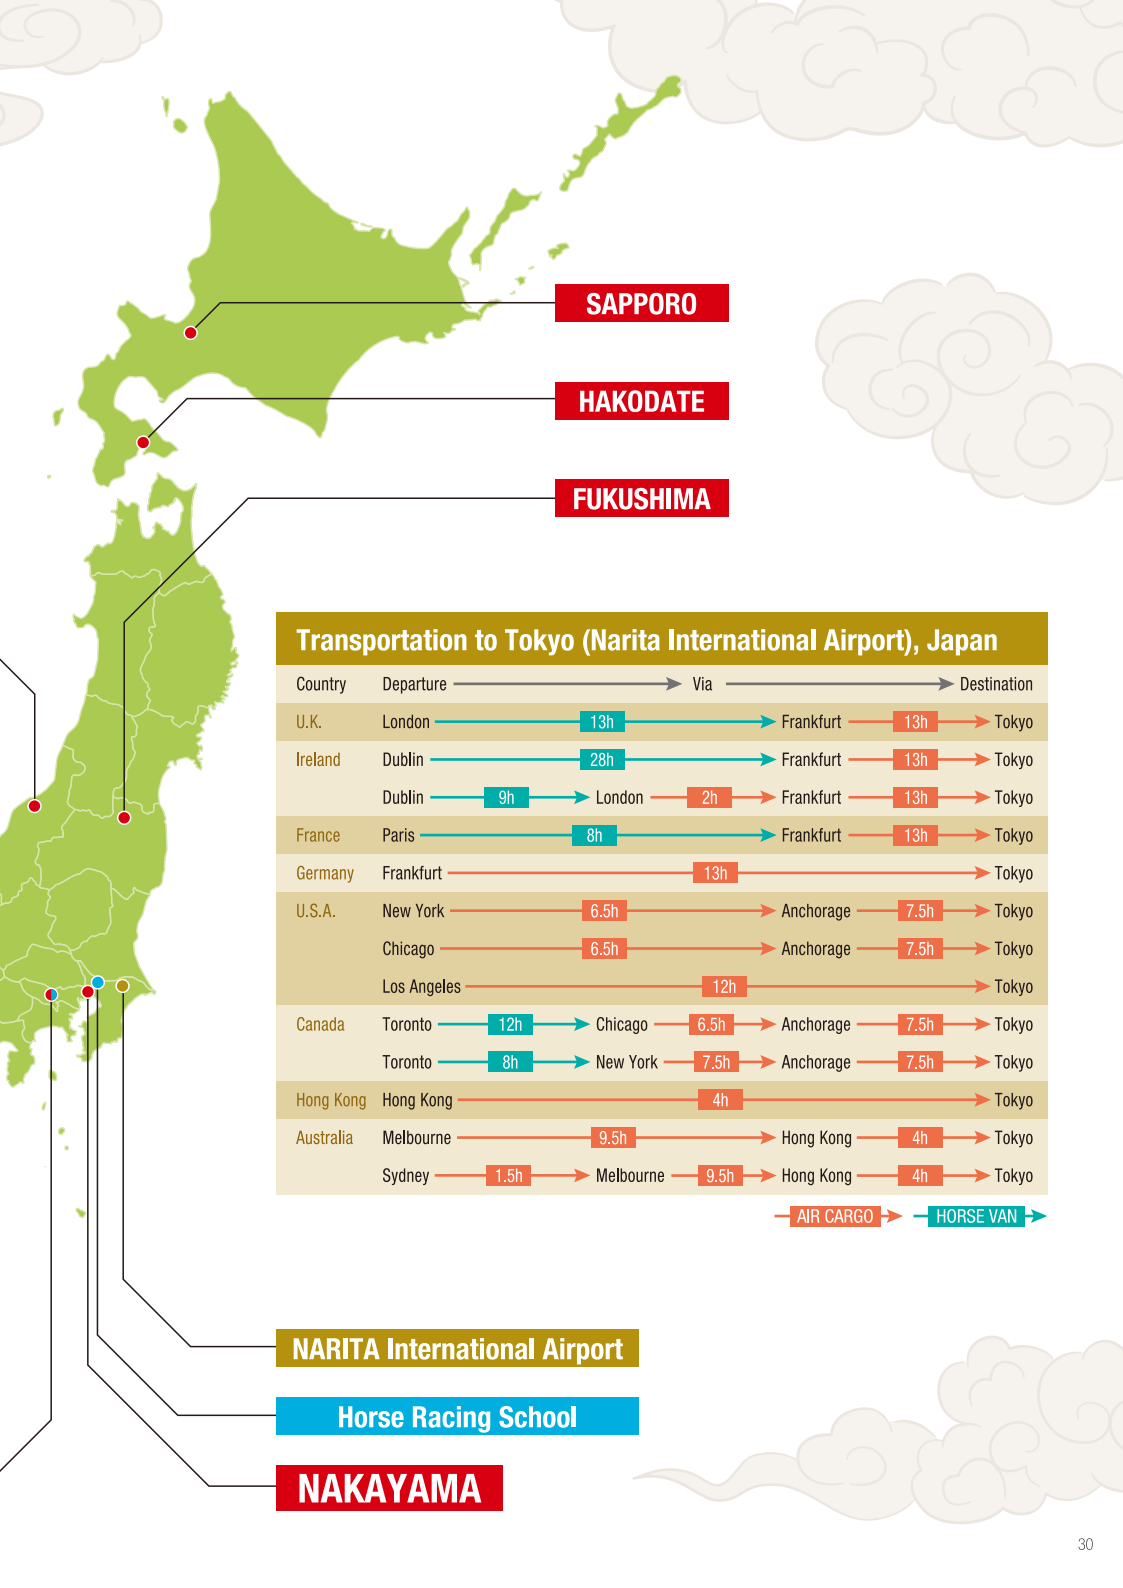 SAPPORO
HAKODATE
FUKUSHIMA
Transportation to Tokyo (Narita International Airport), Japan
Country Departure Via Destination
U.K. London 13h Frankfurt 13h Tokyo
Ireland Dublin 28h Frankfurt 13h Tokyo
Dublin 9h London 2h Frankfurt 13h Tokyo
France Paris 8h Frankfurt 13h Tokyo
Germany Frankfurt 13h Tokyo
U.S.A. New York 6.5h Anchorage 7.5h Tokyo
Chicago 6.5h Anchorage 7.5h Tokyo
Los Angeles 12h Tokyo
Canada Toronto 12h Chicago 6.5h Anchorage 7.5h Tokyo
Toronto 8h New York 7.5h Anchorage 7.5h Tokyo
Hong Kong Hong Kong 4h Tokyo
Australia Melbourne 9.5h Hong Kong 4h Tokyo
Sydney 1.5h Melbourne 9.5h Hong Kong 4h Tokyo
AIR CARGO HORSE VAN
NARITA International Airport
Horse Racing School
NAKAYAMA
30